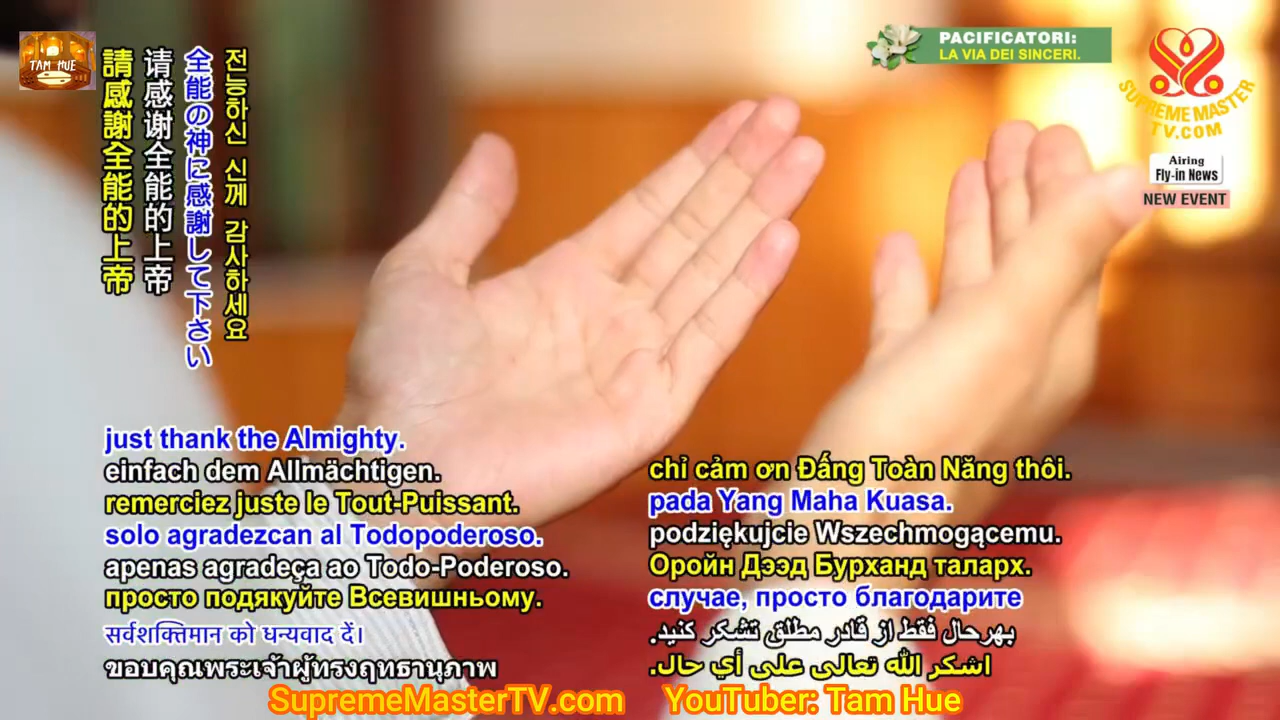 TAM HUE
請感謝全能的上帝
请感谢全能的上帝
全能の神に感謝して下さい
전능하신 신께 감사하세요
PACIFICATORI:
LA VIA DEI SINCERI.
SUPREME MASTER
TV.COM
Airing
Fly-in News
NEW EVENT
just thank the Almighty.
einfach dem Allmächtigen.
remerciez juste le Tout-Puissant.
solo agradezcan al Todopoderoso.
apenas agradeça ao Todo-Poderoso.
просто подякуйте Всевишньому.
सर्वशक्तिमान को धन्यवाद दें।
ขอบคุณพระเจ้าผู้ทรงฤทธานุภาพ
chỉ cảm ơn Đấng Toàn Năng thôi.
pada Yang Maha Kuasa.
podziękujcie Wszechmogącemu.
Оройн Дээд Бурханд таларх.
случае, просто благодарите
بهرحال فقط از قادر مطلق تشکر کنید.
اشكر الله تعالى على أي حال.
SupremeMasterTV.com YouTuber: Tam Hue